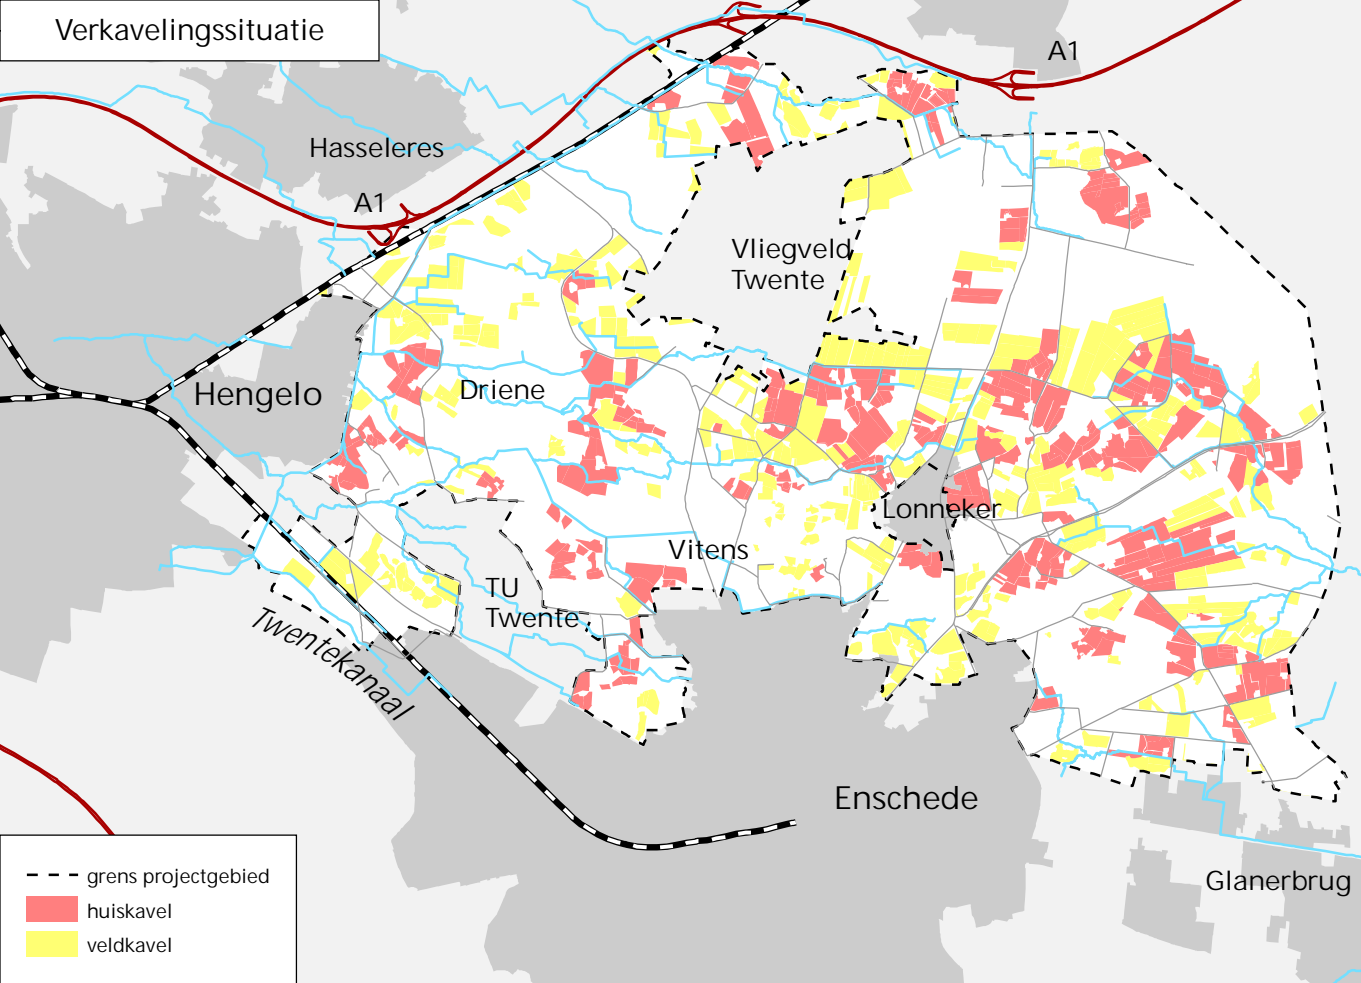 Verkavelingssituatie
A1
Hasseleres
A1
Vliegveld
Twente
Hengelo
Driene
Lonneker
Vitens
TU
Twente
Twentekanaal
Enschede
Glanerbrug
grens projectgebied
huiskavel
veldkavel